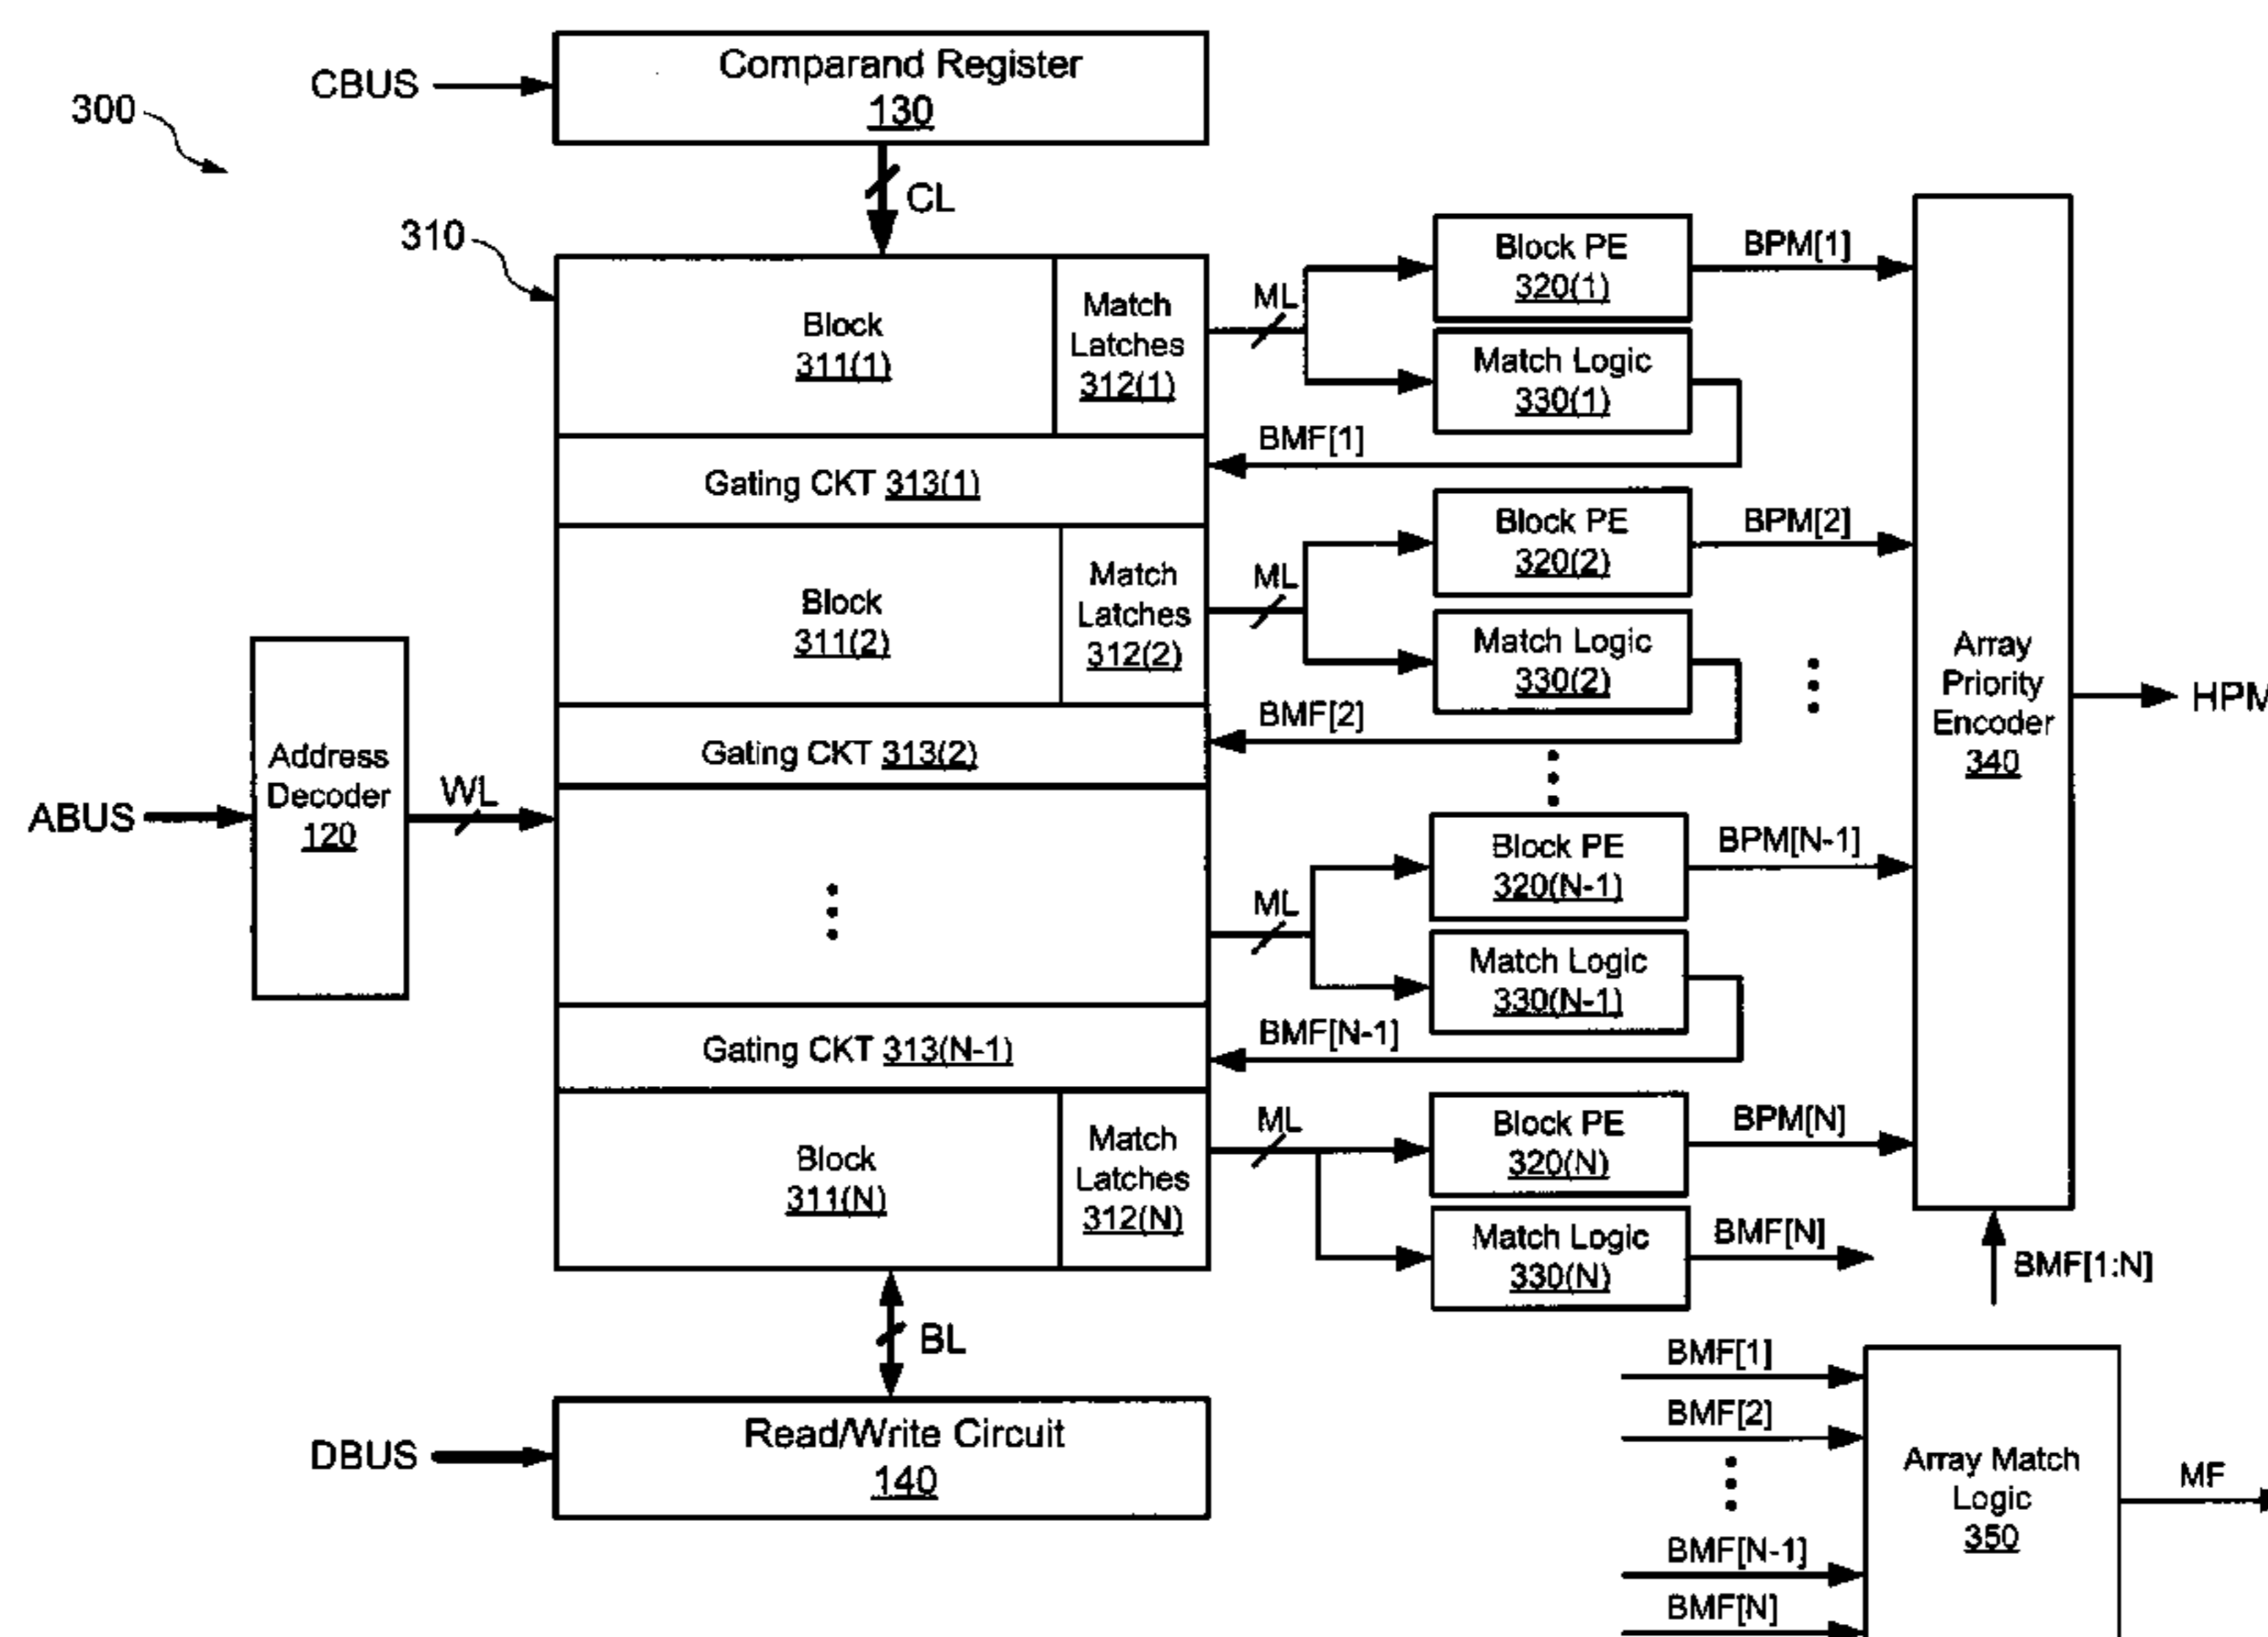 300
CBUS
Comparand Register
130
CL
310
Block
311(1)
Match
Latches
312(1)
ML
Block PE
320(1)
BPM[1]
Match Logic
330(1)
BMF[1]
Gating CKT 313(1)
Block
311(2)
Match
Latches
312(2)
ML
Block PE
320(2)
BPM[2]
Match Logic
330(2)
BMF[2]
Gating CKT 313(2)
ABUS
Address
Decoder
120
WL
ML
Block PE
320(N-1)
BPM[N-1]
Match Logic
330(N-1)
BMF[N-1]
Gating CKT 313(N-1)
Block
311(N)
Match
Latches
312(N)
ML
Block PE
320(N)
BPM[N]
Match Logic
330(N)
BMF[N]
Array
Priority
Encoder
340
HPM
BMF[1:N]
BL
DBUS
Read/Write Circuit
140
BMF[1]
BMF[2]
BMF[N-1]
BMF[N]
Array Match
Logic
350
MF